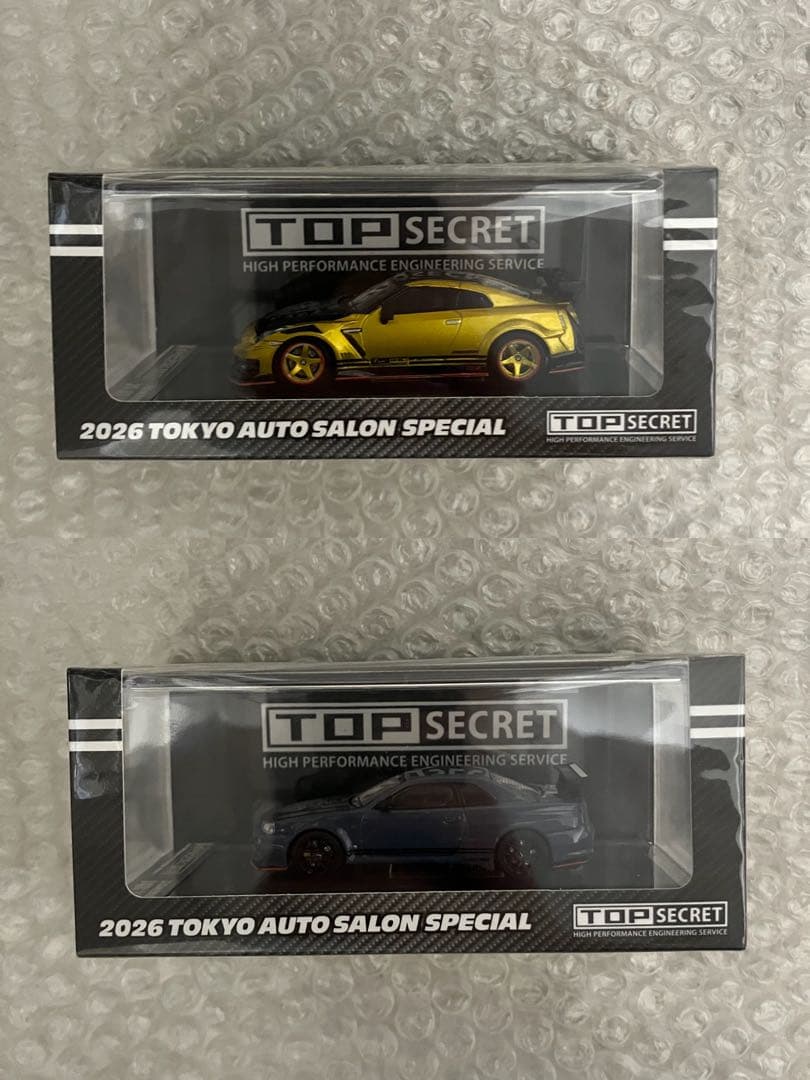 TOP SECRET
HIGH PERFORMANCE ENGINEERING SERVICE
2026 TOKYO AUTO SALON SPECIAL
TOP SECRET
HIGH PERFORMANCE ENGINEERING SERVICE
TOP SECRET
HIGH PERFORMANCE ENGINEERING SERVICE
2026 TOKYO AUTO SALON SPECIAL
TOP SECRET
HIGH PERFORMANCE ENGINEERING SERVICE